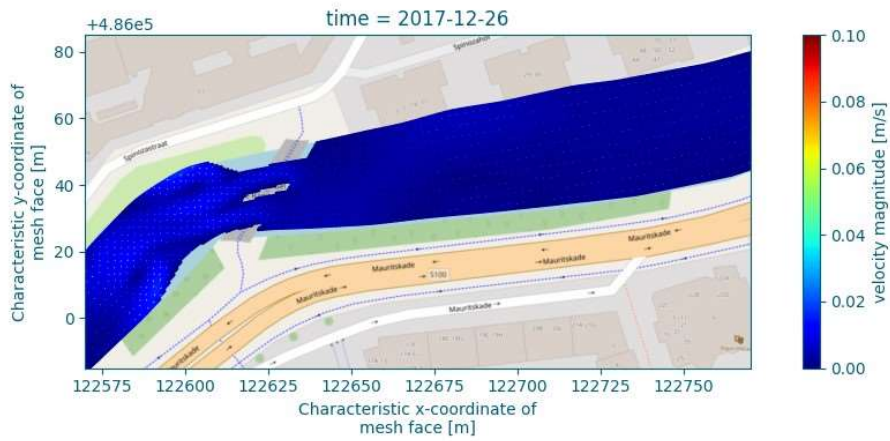 time = 2017-12-26
+4.86e5
80
60
40
20
0
Characteristic y-coordinate of
mesh face [m]
Spinozahof
Spinozastraat
Mauritskade
Mauritskade
Mauritskade
S100
Mauritskade
Mauritskade
122575
122600
122625
122650
122675
122700
122725
122750
Characteristic x-coordinate of
mesh face [m]
0.10
0.08
0.06
0.04
0.02
0.00
velocity magnitude [m/s]